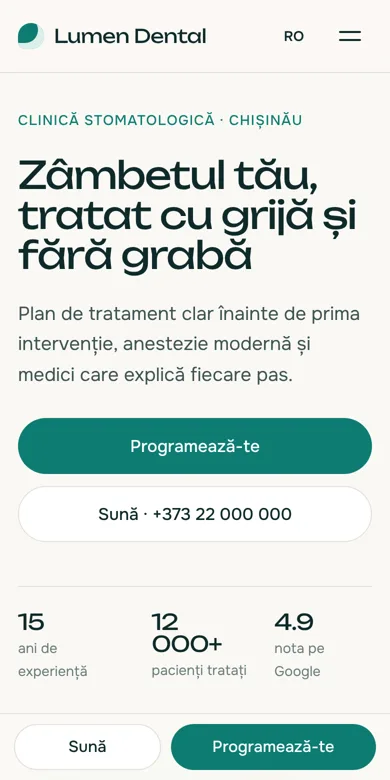 Lumen Dental
RO
CLINICĂ STOMATOLOGICĂ · CHIȘINĂU
Zâmbetul tău,
tratat cu grijă și
fără grabă
Plan de tratament clar înainte de prima
intervenție, anestezie modernă și
medici care explică fiecare pas.
Programează-te
Sună · +373 22 000 000
15
ani de
experiență
12
000+
pacienți tratați
4.9
nota pe
Google
Sună
Programează-te